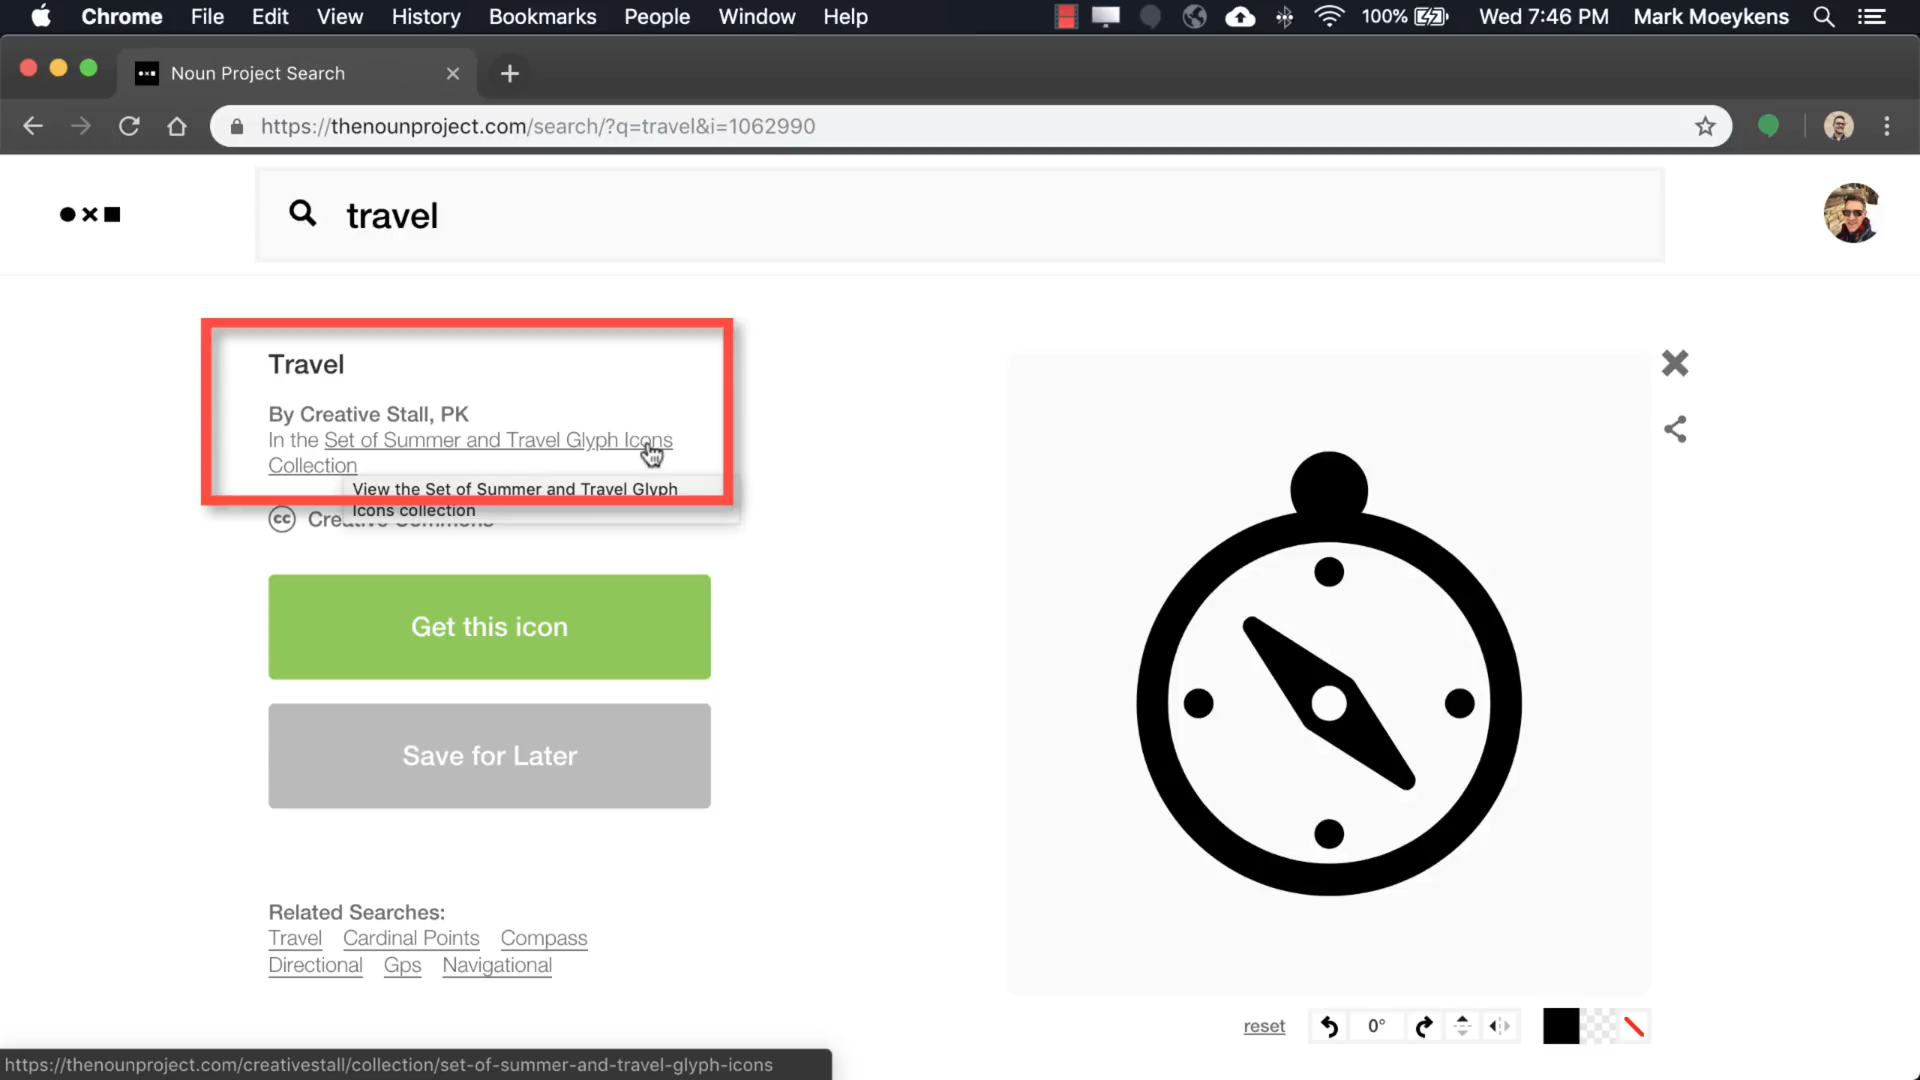 Chrome File Edit View History Bookmarks People Window Help 100% Wed 7:46 PM Mark Moeykens
Noun Project Search
https://thenounproject.com/search/?q=travel&i=1062990
travel
Travel
By Creative Stall, PK
In the Set of Summer and Travel Glyph Icons
Collection
View the Set of Summer and Travel Glyph
Icons collection
cc Creative Commons
Get this icon
Save for Later
Related Searches:
Travel Cardinal Points Compass
Directional Gps Navigational
reset 0°
https://thenounproject.com/creativestall/collection/set-of-summer-and-travel-glyph-icons